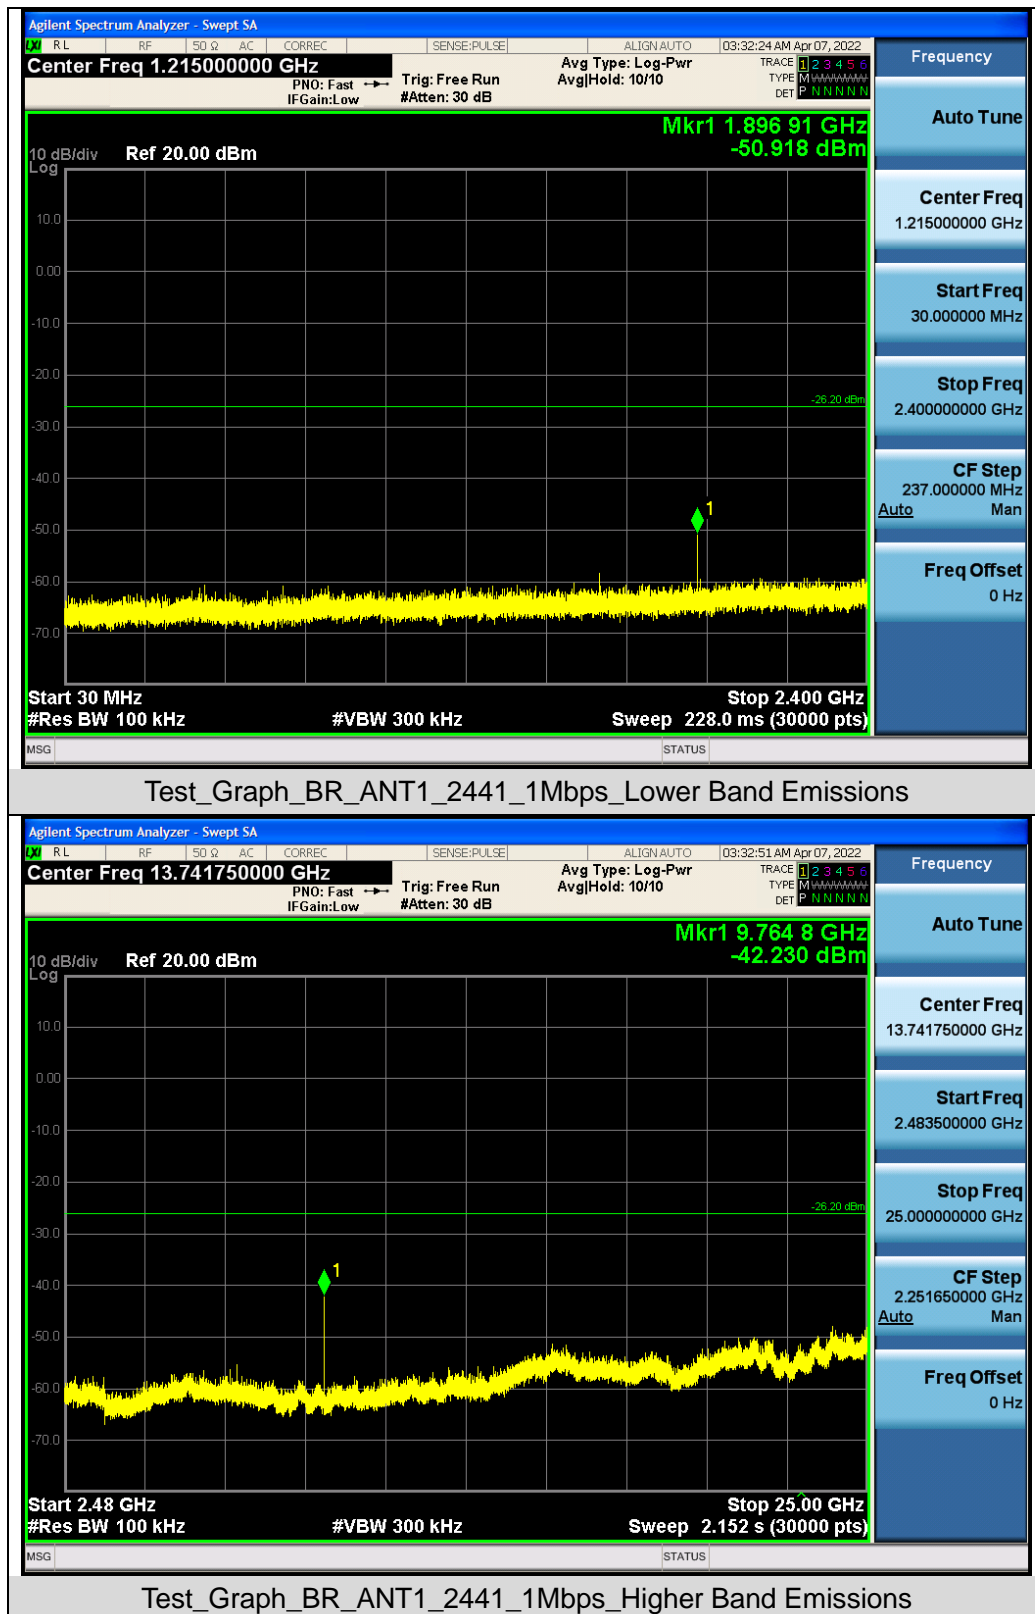 Agilent Spectrum Analyzer - Swept SA
LXI RL RF 50 Ω AC CORREC SENSE:PULSE ALIGN AUTO 03:32:24 AM Apr 07, 2022
Center Freq 1.215000000 GHz
PNO: Fast
IFGain:Low
Trig: Free Run
#Atten: 30 dB
Avg Type: Log-Pwr
Avg|Hold: 10/10
TRACE 1 2 3 4 5 6
TYPE M WWWWW
DET P N N N N N
Mkr1 1.896 91 GHz
-50.918 dBm
10 dB/div
Log
Ref 20.00 dBm
10.0
0.00
-10.0
-20.0
-26.20 dBm
-30.0
-40.0
1
-50.0
-60.0
-70.0
Start 30 MHz
Stop 2.400 GHz
#Res BW 100 kHz
#VBW 300 kHz
Sweep 228.0 ms (30000 pts)
MSG
STATUS
Frequency
Auto Tune
Center Freq
1.215000000 GHz
Start Freq
30.000000 MHz
Stop Freq
2.400000000 GHz
CF Step
237.000000 MHz
Auto Man
Freq Offset
0 Hz
Test_Graph_BR_ANT1_2441_1Mbps_Lower Band Emissions
Agilent Spectrum Analyzer - Swept SA
LXI RL RF 50 Ω AC CORREC SENSE:PULSE ALIGN AUTO 03:32:51 AM Apr 07, 2022
Center Freq 13.741750000 GHz
PNO: Fast
IFGain:Low
Trig: Free Run
#Atten: 30 dB
Avg Type: Log-Pwr
Avg|Hold: 10/10
TRACE 1 2 3 4 5 6
TYPE M WWWWW
DET P N N N N N
Mkr1 9.764 8 GHz
-42.230 dBm
10 dB/div
Log
Ref 20.00 dBm
10.0
0.00
-10.0
-20.0
-26.20 dBm
-30.0
1
-40.0
-50.0
-60.0
-70.0
Start 2.48 GHz
Stop 25.00 GHz
#Res BW 100 kHz
#VBW 300 kHz
Sweep 2.152 s (30000 pts)
MSG
STATUS
Frequency
Auto Tune
Center Freq
13.741750000 GHz
Start Freq
2.483500000 GHz
Stop Freq
25.000000000 GHz
CF Step
2.251650000 GHz
Auto Man
Freq Offset
0 Hz
Test_Graph_BR_ANT1_2441_1Mbps_Higher Band Emissions